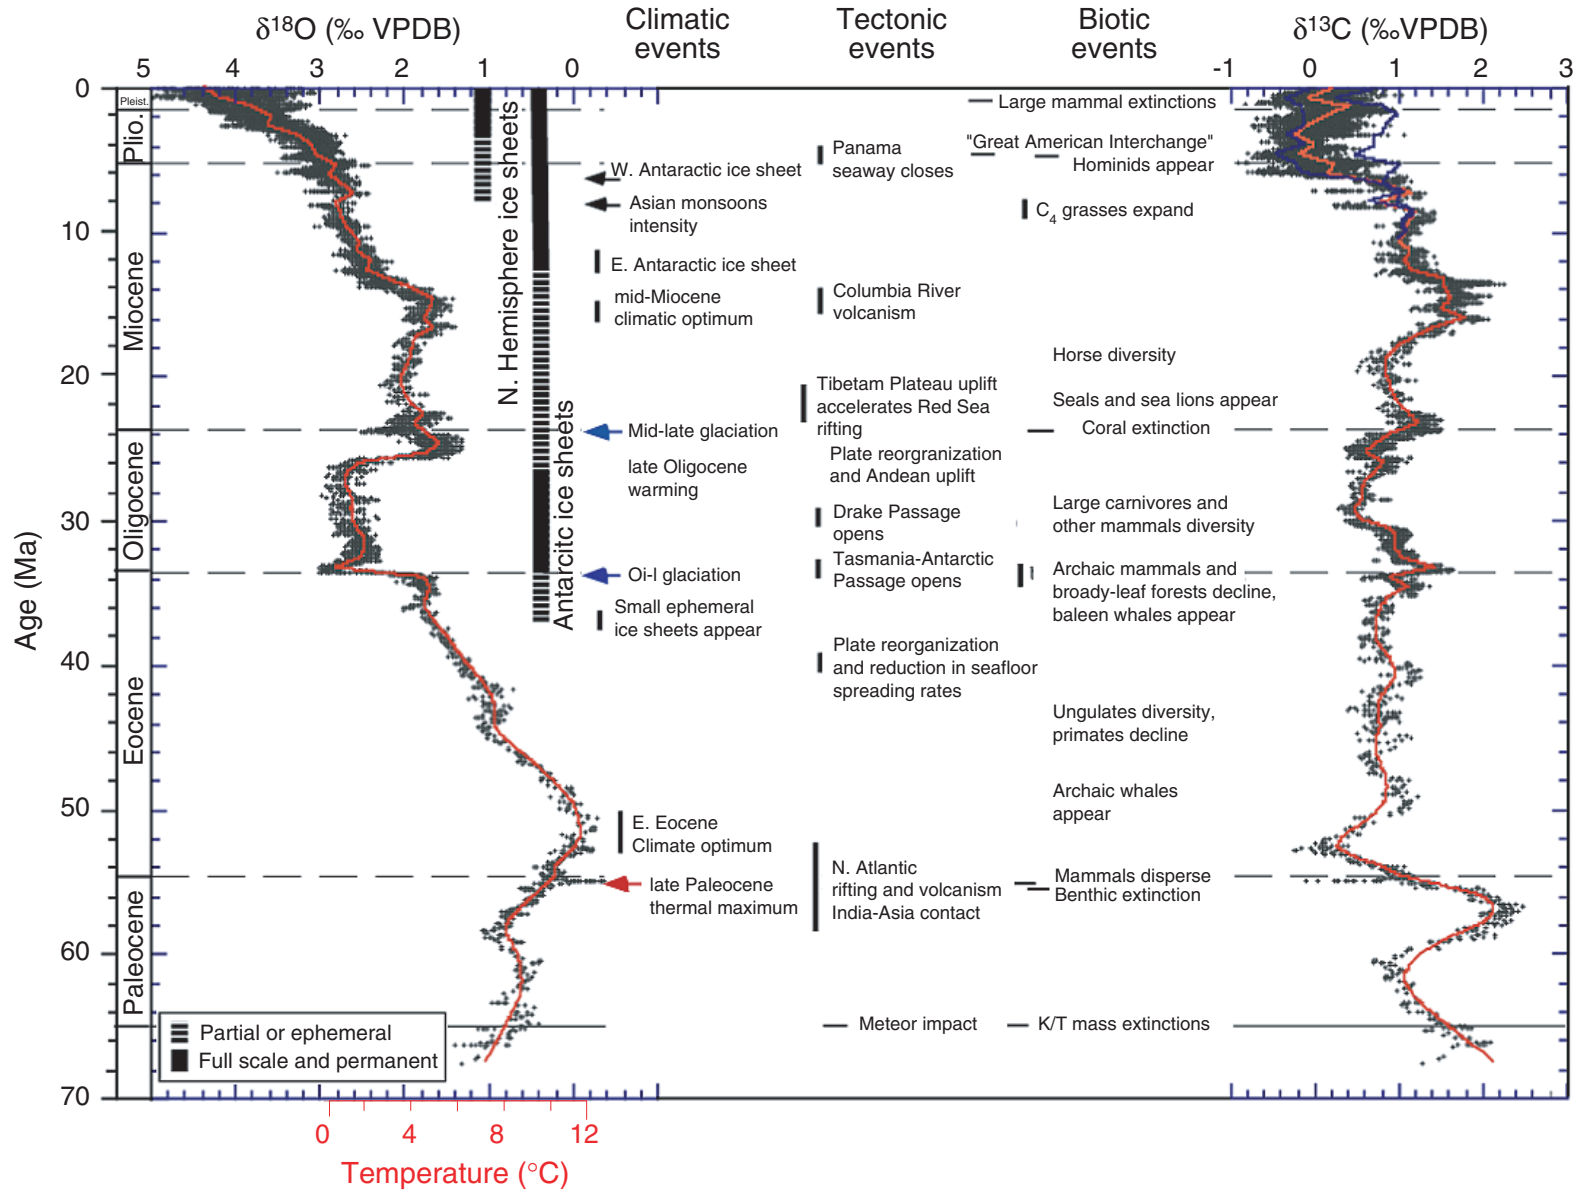 δ18O (‰ VPDB)
Climatic
events
Tectonic
events
Biotic
events
δ13C (‰VPDB)
5 4 3 2 1 0
-1 0 1 2 3
0
10
20
30
40
50
60
70
Age (Ma)
Pleist.
Plio.
Miocene
Oligocene
Eocene
Paleocene
N. Hemisphere ice sheets
Antarcitc ice sheets
W. Antaractic ice sheet
Asian monsoons
intensity
E. Antaractic ice sheet
mid-Miocene
climatic optimum
Mid-late glaciation
late Oligocene
warming
Oi-l glaciation
Small ephemeral
ice sheets appear
E. Eocene
Climate optimum
late Paleocene
thermal maximum
Panama
seaway closes
Columbia River
volcanism
Tibetam Plateau uplift
accelerates Red Sea
rifting
Plate reorgranization
and Andean uplift
Drake Passage
opens
Tasmania-Antarctic
Passage opens
Plate reorganization
and reduction in seafloor
spreading rates
N. Atlantic
rifting and volcanism
India-Asia contact
Meteor impact
Large mammal extinctions
"Great American Interchange"
Hominids appear
C4 grasses expand
Horse diversity
Seals and sea lions appear
Coral extinction
Large carnivores and
other mammals diversity
Archaic mammals and
broady-leaf forests decline,
baleen whales appear
Ungulates diversity,
primates decline
Archaic whales
appear
Mammals disperse
Benthic extinction
K/T mass extinctions
Partial or ephemeral
Full scale and permanent
0 4 8 12
Temperature (°C)